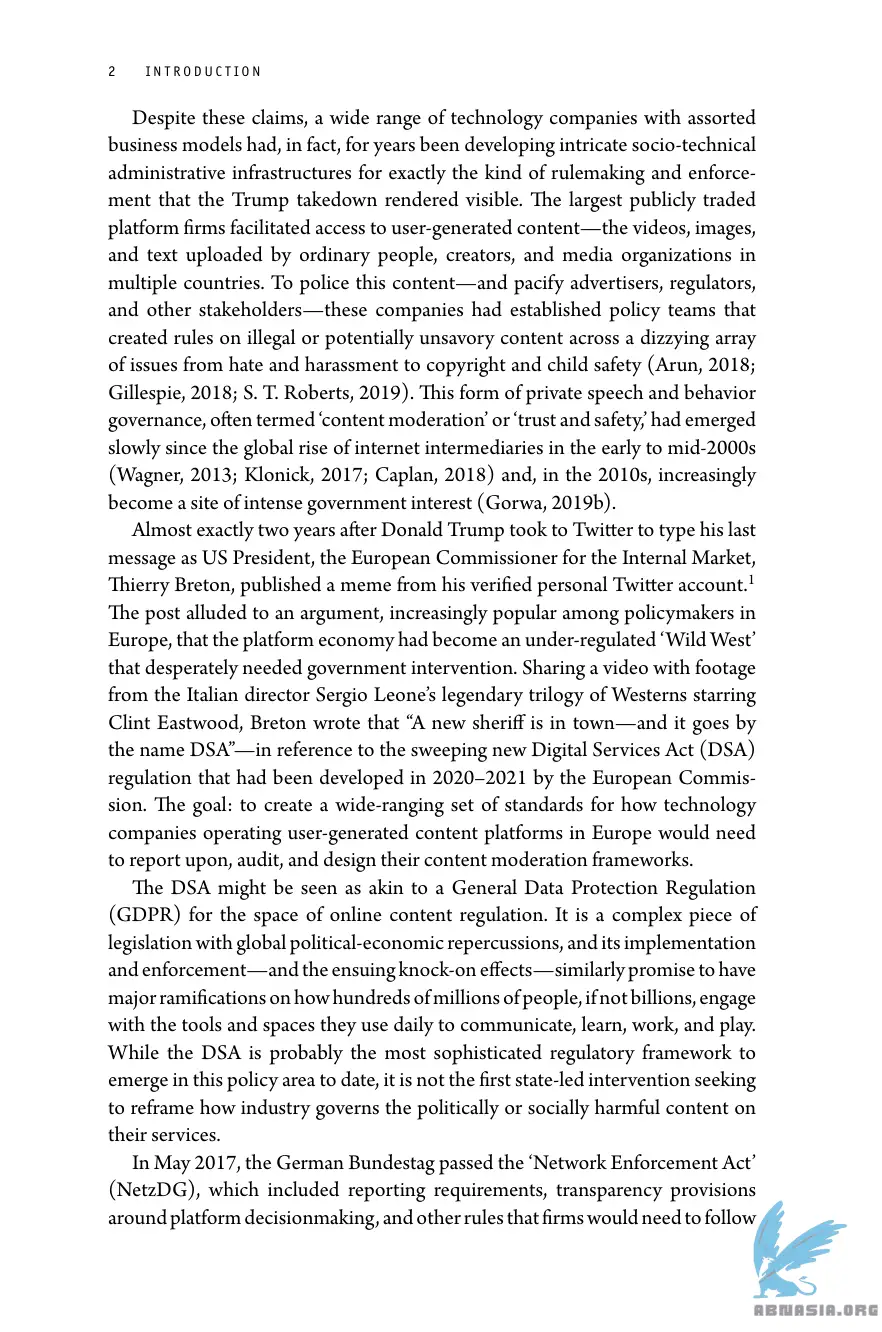 2 INTRODUCTION
Despite these claims, a wide range of technology companies with assorted
business models had, in fact, for years been developing intricate socio-technical
administrative infrastructures for exactly the kind of rulemaking and enforce-
ment that the Trump takedown rendered visible. The largest publicly traded
platform firms facilitated access to user-generated content—the videos, images,
and text uploaded by ordinary people, creators, and media organizations in
multiple countries. To police this content—and pacify advertisers, regulators,
and other stakeholders—these companies had established policy teams that
created rules on illegal or potentially unsavory content across a dizzying array
of issues from hate and harassment to copyright and child safety (Arun, 2018;
Gillespie, 2018; S. T. Roberts, 2019). This form of private speech and behavior
governance, often termed ‘content moderation’ or ‘trust and safety,’ had emerged
slowly since the global rise of internet intermediaries in the early to mid-2000s
(Wagner, 2013; Klonick, 2017; Caplan, 2018) and, in the 2010s, increasingly
become a site of intense government interest (Gorwa, 2019b).
Almost exactly two years after Donald Trump took to Twitter to type his last
message as US President, the European Commissioner for the Internal Market,
Thierry Breton, published a meme from his verified personal Twitter account.1
The post alluded to an argument, increasingly popular among policymakers in
Europe, that the platform economy had become an under-regulated ‘Wild West’
that desperately needed government intervention. Sharing a video with footage
from the Italian director Sergio Leone’s legendary trilogy of Westerns starring
Clint Eastwood, Breton wrote that “A new sheriff is in town—and it goes by
the name DSA”—in reference to the sweeping new Digital Services Act (DSA)
regulation that had been developed in 2020–2021 by the European Commis-
sion. The goal: to create a wide-ranging set of standards for how technology
companies operating user-generated content platforms in Europe would need
to report upon, audit, and design their content moderation frameworks.
The DSA might be seen as akin to a General Data Protection Regulation
(GDPR) for the space of online content regulation. It is a complex piece of
legislation with global political-economic repercussions, and its implementation
and enforcement—and the ensuing knock-on effects—similarly promise to have
major ramifications on how hundreds of millions of people, if not billions, engage
with the tools and spaces they use daily to communicate, learn, work, and play.
While the DSA is probably the most sophisticated regulatory framework to
emerge in this policy area to date, it is not the first state-led intervention seeking
to reframe how industry governs the politically or socially harmful content on
their services.
In May 2017, the German Bundestag passed the ‘Network Enforcement Act’
(NetzDG), which included reporting requirements, transparency provisions
around platform decisionmaking, and other rules that firms would need to follow
ABNASIA.ORG